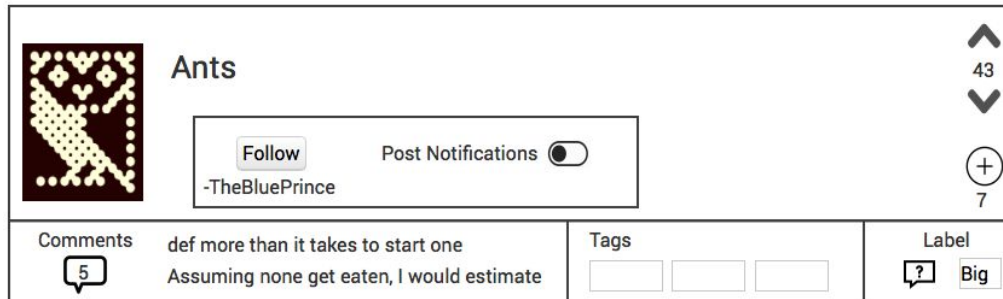 Ants
43
Follow
Post Notifications
-TheBluePrince
7
Comments
5
def more than it takes to start one
Assuming none get eaten, I would estimate
Tags
Label
?
Big